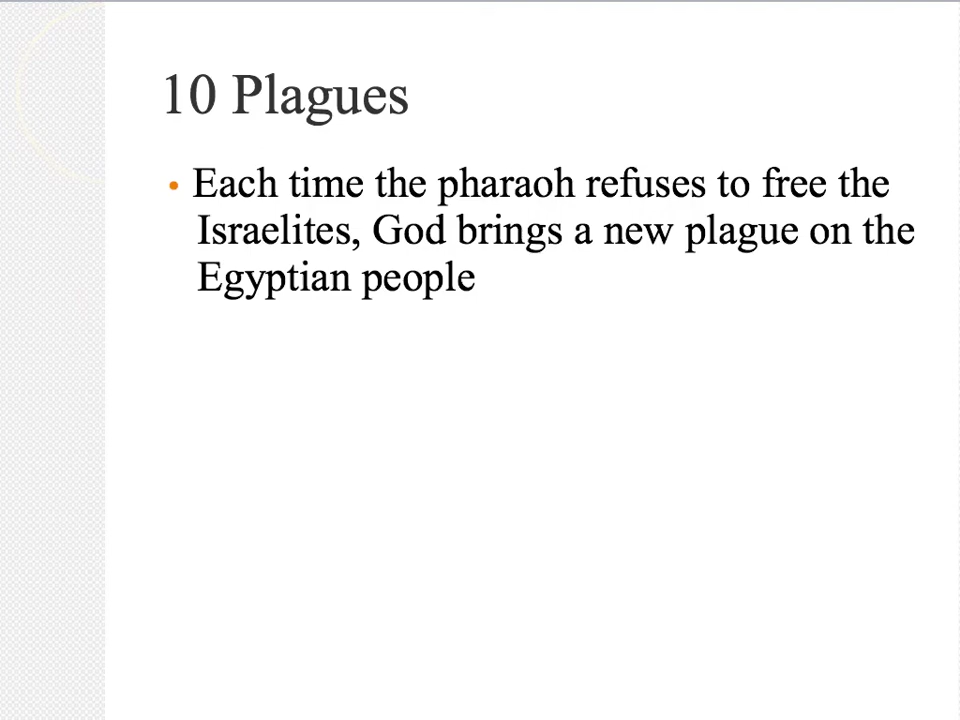 10 Plagues
• Each time the pharaoh refuses to free the
Israelites, God brings a new plague on the
Egyptian people